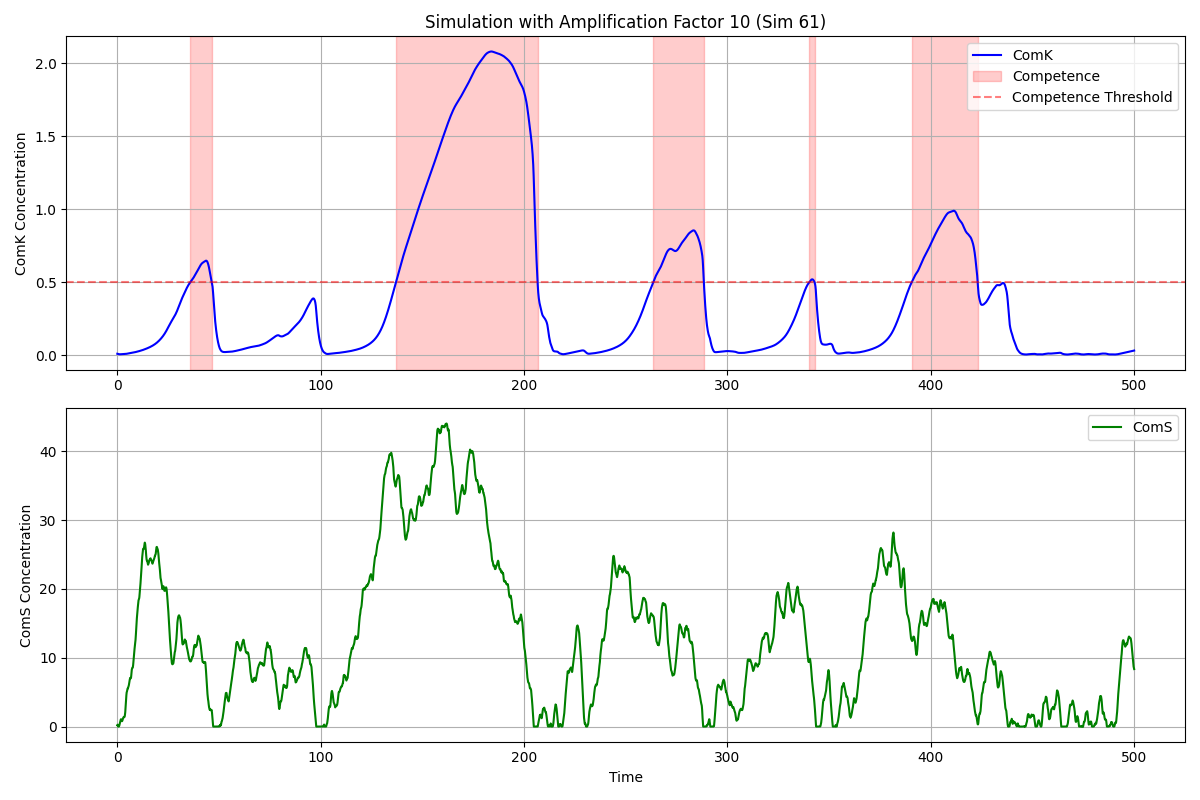 Simulation with Amplification Factor 10 (Sim 61)
ComK Concentration
2.0
1.5
1.0
0.5
0.0
ComK
Competence
Competence Threshold
0 100 200 300 400 500
ComS Concentration
40
30
20
10
0
ComS
0 100 200 300 400 500
Time